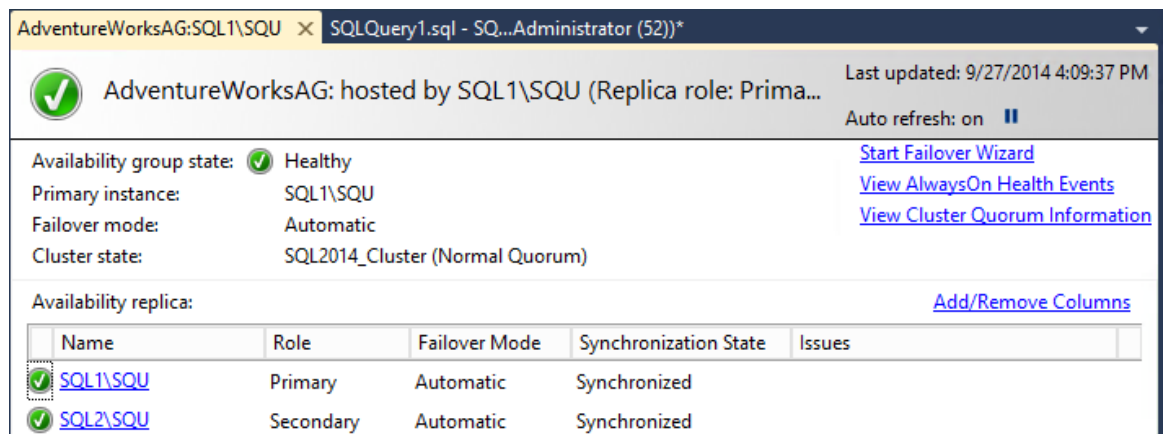 AdventureWorksAG:SQL1\SQU SQLQuery1.sql - SQ...Administrator (52))*
AdventureWorksAG: hosted by SQL1\SQU (Replica role: Prima...
Last updated: 9/27/2014 4:09:37 PM
Auto refresh: on
Availability group state: Healthy
Primary instance: SQL1\SQU
Failover mode: Automatic
Cluster state: SQL2014_Cluster (Normal Quorum)
Start Failover Wizard
View AlwaysOn Health Events
View Cluster Quorum Information
Availability replica: Add/Remove Columns
Name Role Failover Mode Synchronization State Issues
SQL1\SQU Primary Automatic Synchronized
SQL2\SQU Secondary Automatic Synchronized